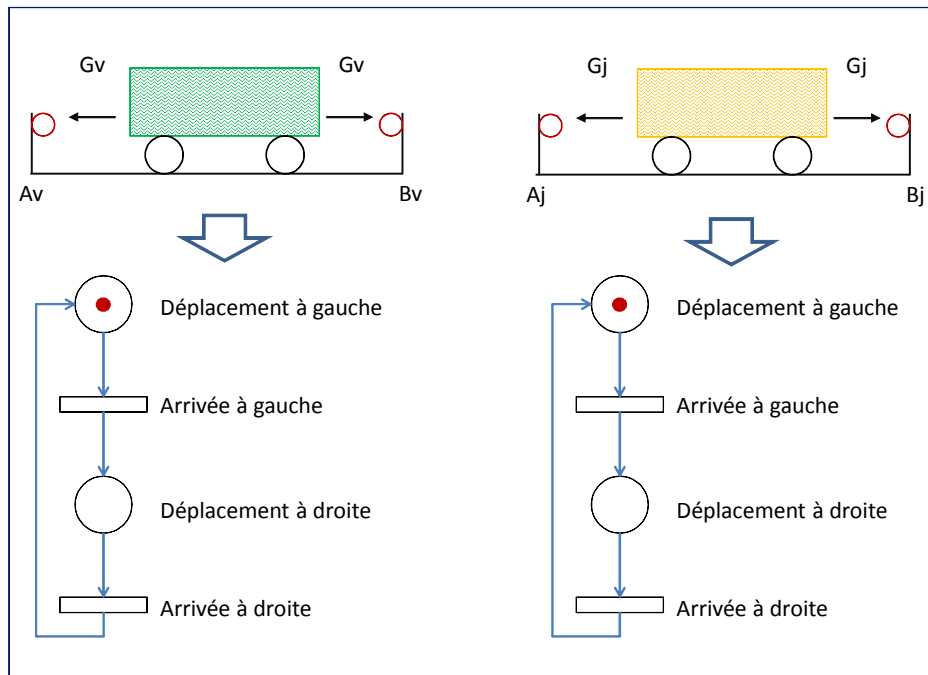 Gv Gv
Av Bv
Déplacement à gauche
Arrivée à gauche
Déplacement à droite
Arrivée à droite
Gj Gj
Aj Bj
Déplacement à gauche
Arrivée à gauche
Déplacement à droite
Arrivée à droite